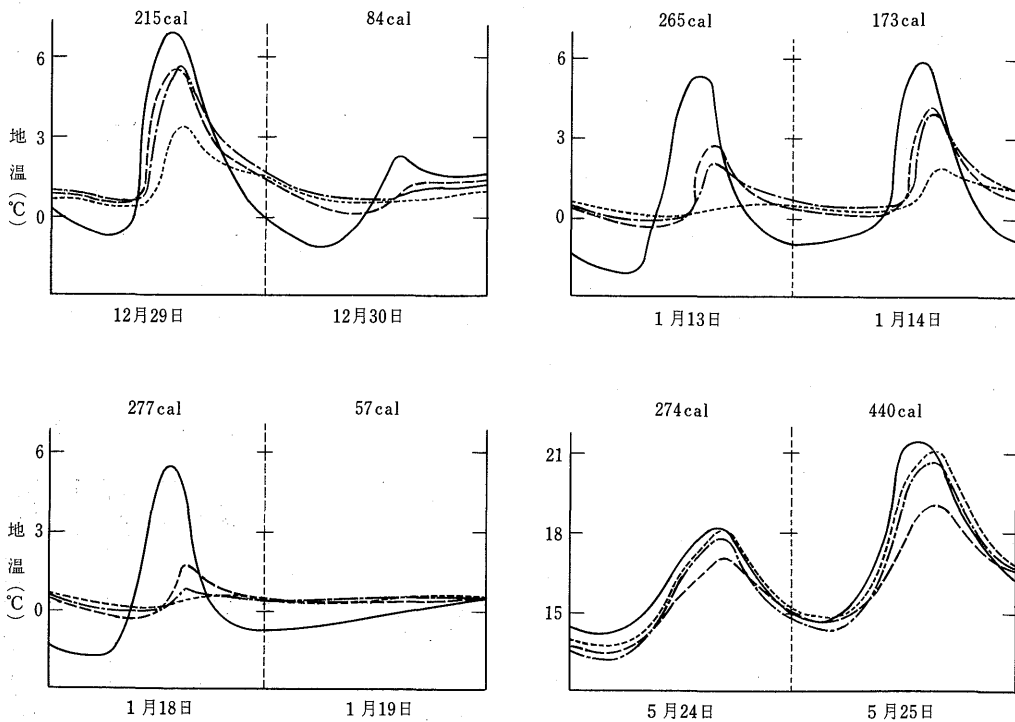 215cal 84cal
6
3
0
地温(℃)
12月29日 12月30日
265cal 173cal
6
3
0
1月13日 1月14日
277cal 57cal
6
3
0
地温(℃)
1月18日 1月19日
274cal 440cal
21
18
15
5月24日 5月25日